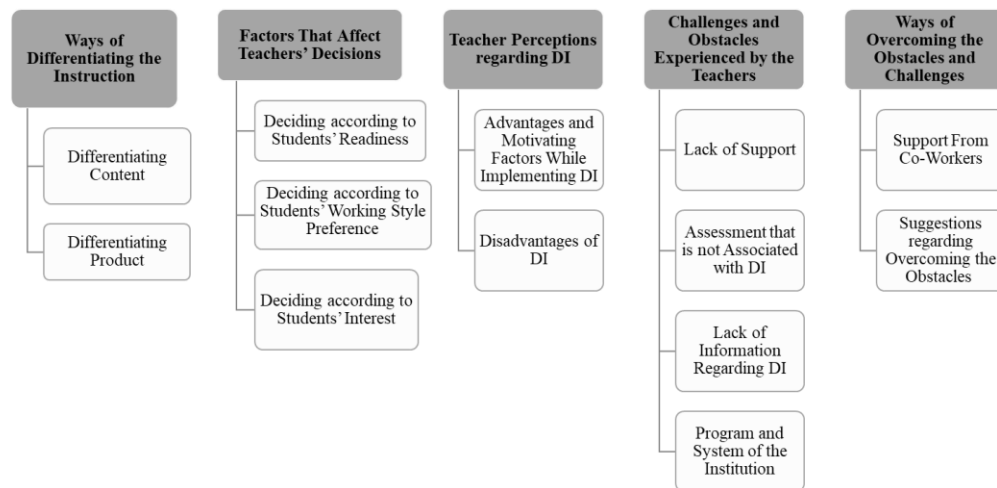 Ways of
Differentiating the
Instruction
Differentiating
Content
Differentiating
Product
Factors That Affect
Teachers' Decisions
Deciding according to
Students' Readiness
Deciding according to
Students' Working Style
Preference
Deciding according to
Students' Interest
Teacher Perceptions
regarding DI
Advantages and
Motivating Factors
While Implementing DI
Disadvantages of
DI
Challenges and
Obstacles
Experienced by the
Teachers
Lack of Support
Assessment that
is not Associated
with DI
Lack of
Information
Regarding DI
Program and
System of the
Institution
Ways of
Overcoming the
Obstacles and
Challenges
Support From
Co-Workers
Suggestions
regarding
Overcoming the
Obstacles